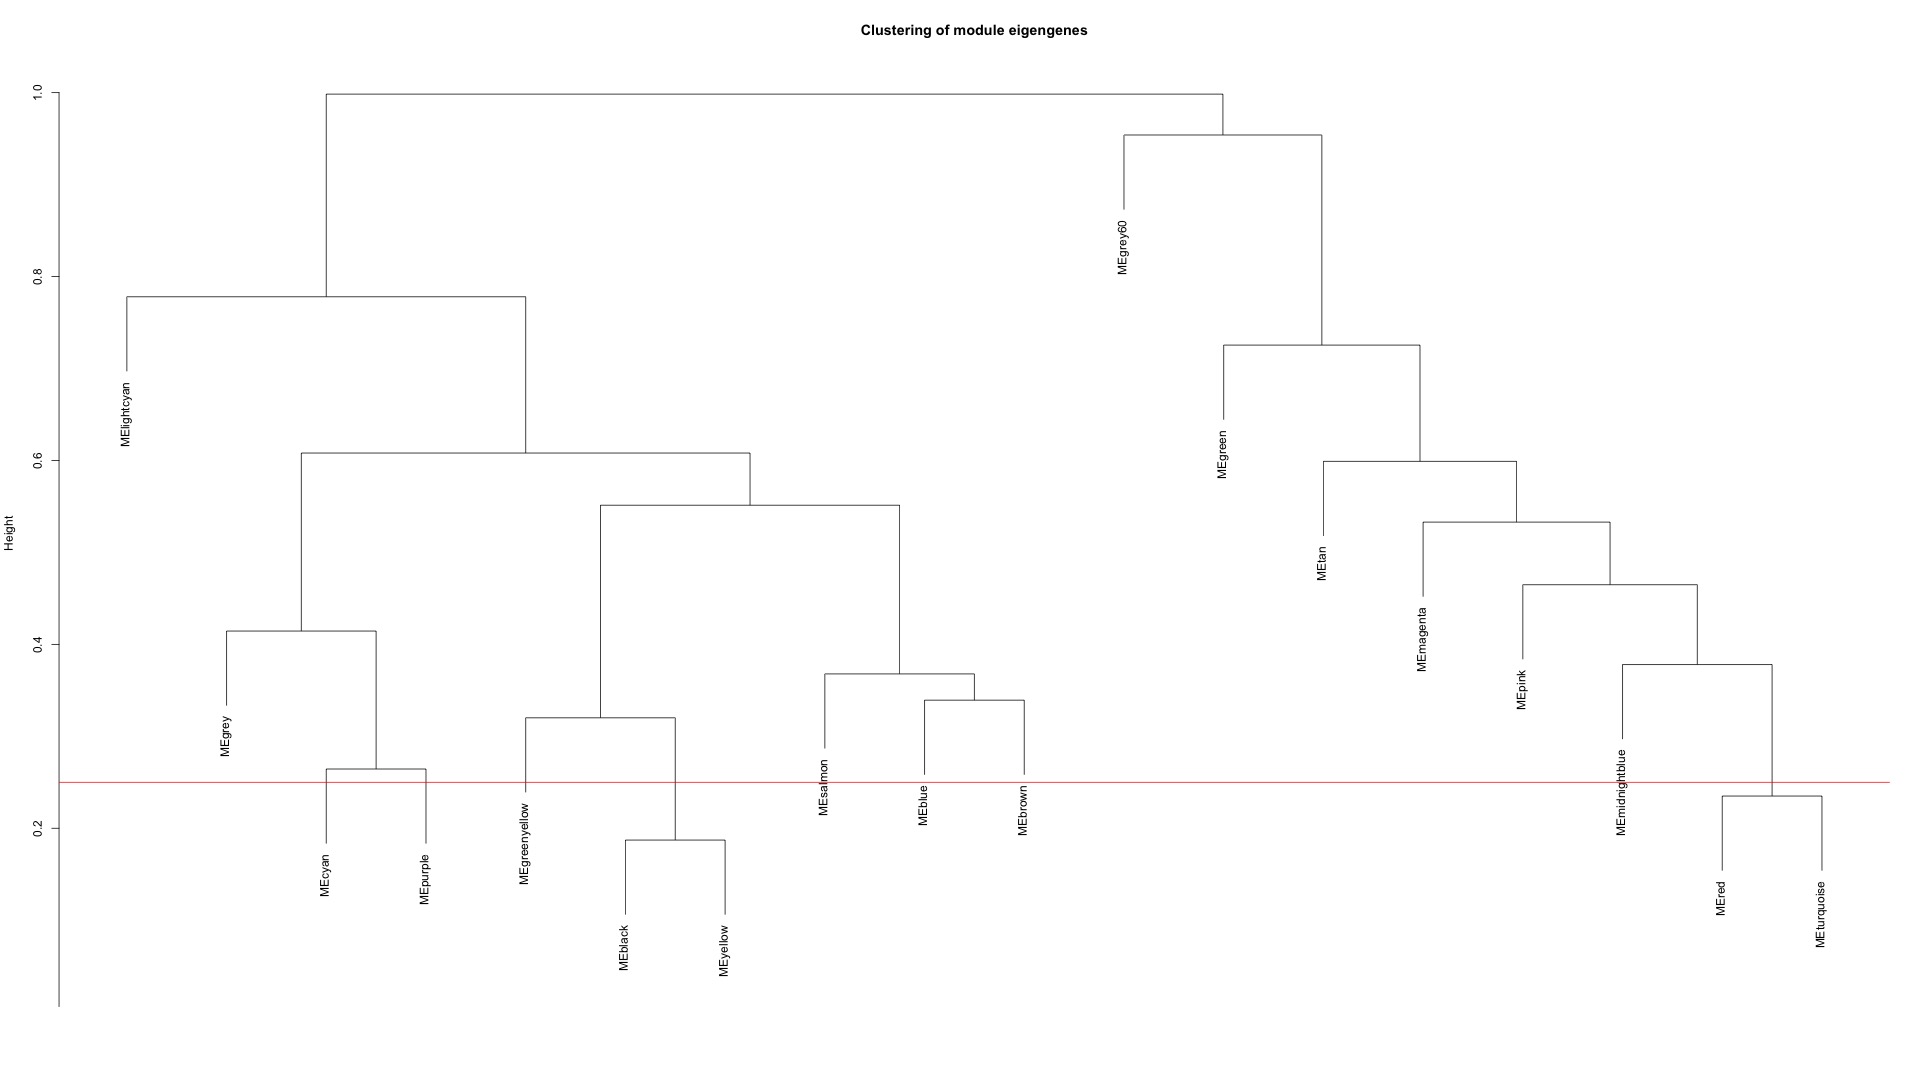 Clustering of module eigengenes
Height
1.0
0.8
0.6
0.4
0.2
MElightcyan
MEgrey
MEcyan
MEpurple
MEgreenyellow
MEblack
MEyellow
MEsalmon
MEblue
MEbrown
MEgrey60
MEgreen
MEtan
MEmagenta
MEpink
MEmidnightblue
MEred
MEturquoise